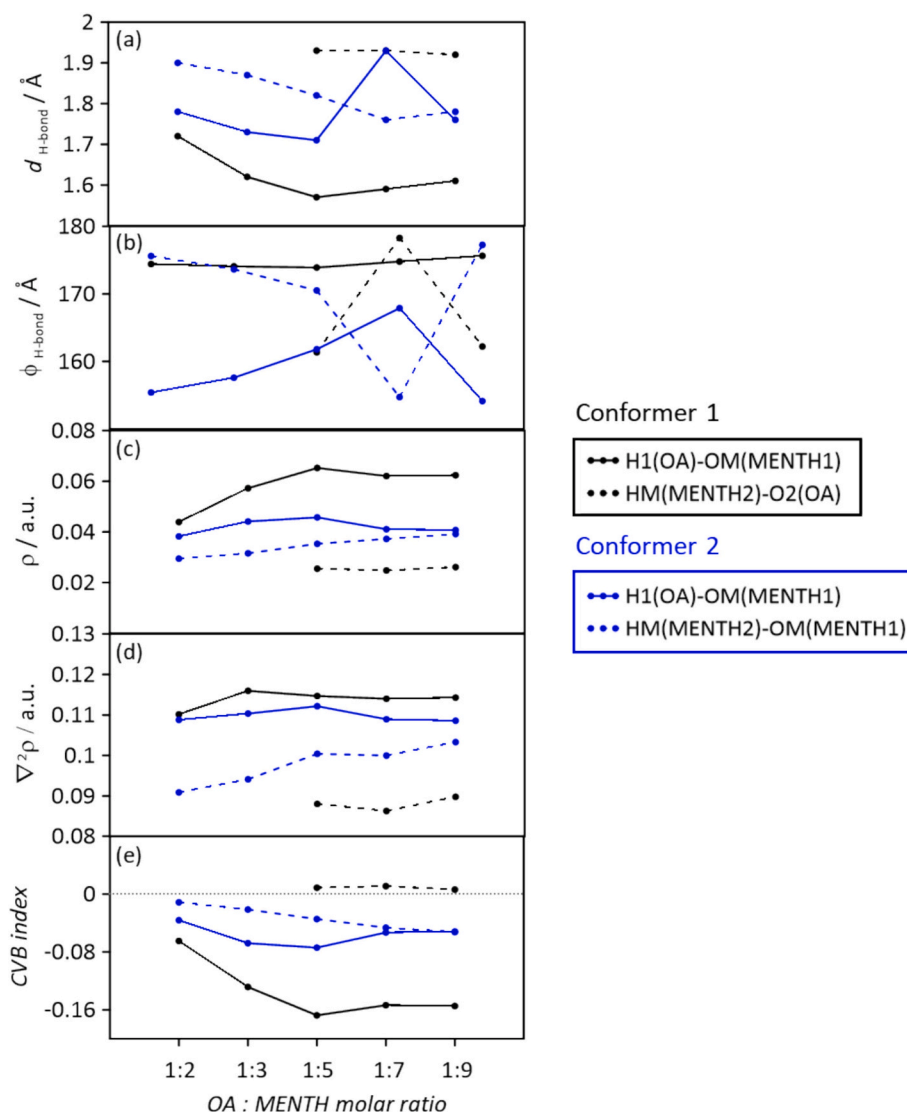 (a)
2
1.9
1.8
1.7
1.6
180
d H-bond / Å
(b)
170
160
0.08
ϕ H-bond / Å
(c)
0.06
0.04
0.02
0.13
ρ / a.u.
(d)
0.12
0.11
0.1
0.09
0.08
∇²ρ / a.u.
(e)
0
-0.08
-0.16
CVB index
1:2 1:3 1:5 1:7 1:9
OA : MENTH molar ratio
Conformer 1
H1(OA)-OM(MENTH1)
HM(MENTH2)-O2(OA)
Conformer 2
H1(OA)-OM(MENTH1)
HM(MENTH2)-OM(MENTH1)